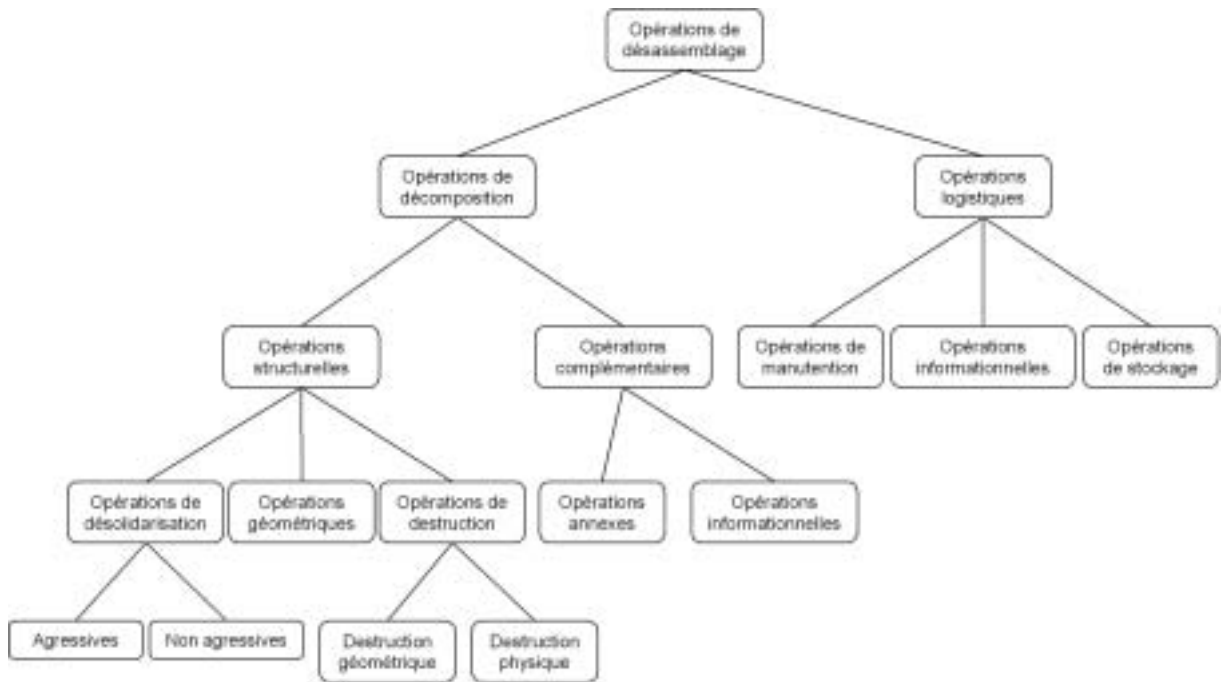 Opérations de
désassemblage
Opérations de
décomposition
Opérations
logistiques
Opérations
structurelles
Opérations
complémentaires
Opérations de
manutention
Opérations
informationnelles
Opérations
de stockage
Opérations de
désolidarisation
Opérations
géométriques
Opérations de
destruction
Opérations
annexes
Opérations
informationnelles
Agressives
Non agressives
Destruction
géométrique
Destruction
physique